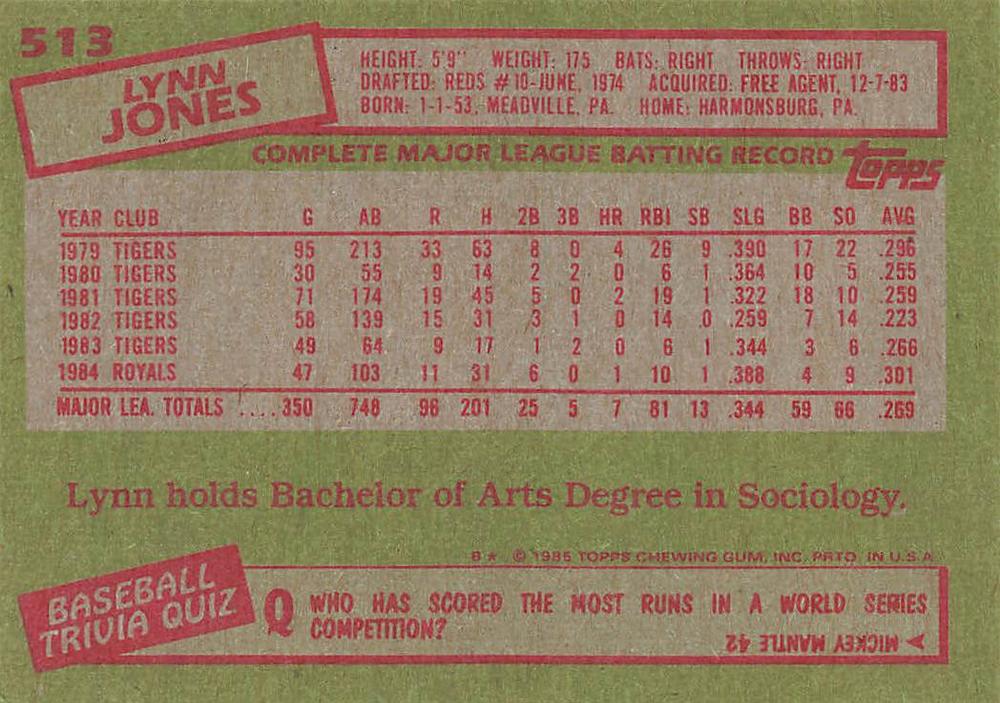 513
LYNN
JONES
HEIGHT: 5'9" WEIGHT: 175 BATS: RIGHT THROWS: RIGHT
DRAFTED: REDS #10-JUNE, 1974 ACQUIRED: FREE AGENT, 12-7-83
BORN: 1-1-53, MEADVILLE, PA. HOME: HARMONSBURG, PA.
COMPLETE MAJOR LEAGUE BATTING RECORD topps
YEAR CLUB G AB R H 2B 3B HR RBI SB SLG BB SO AVG
1979 TIGERS 95 213 33 63 8 0 4 26 9 .390 17 22 .296
1980 TIGERS 30 55 9 14 2 2 0 6 1 .364 10 5 .255
1981 TIGERS 71 174 19 45 5 0 2 19 1 .322 18 10 .259
1982 TIGERS 58 139 15 31 3 1 0 14 .0 .259 7 14 .223
1983 TIGERS 49 64 9 17 1 2 0 6 1 .344 3 6 .266
1984 ROYALS 47 103 11 31 6 0 1 10 1 .388 4 9 .301
MAJOR LEA. TOTALS ....350 748 96 201 25 5 7 81 13 .344 59 66 .269
Lynn holds Bachelor of Arts Degree in Sociology.
B★ © 1985 TOPPS CHEWING GUM, INC. PRTD. IN U.S.A.
BASEBALL
TRIVIA QUIZ
Q WHO HAS SCORED THE MOST RUNS IN A WORLD SERIES
COMPETITION?
MICKEY MANTLE 42